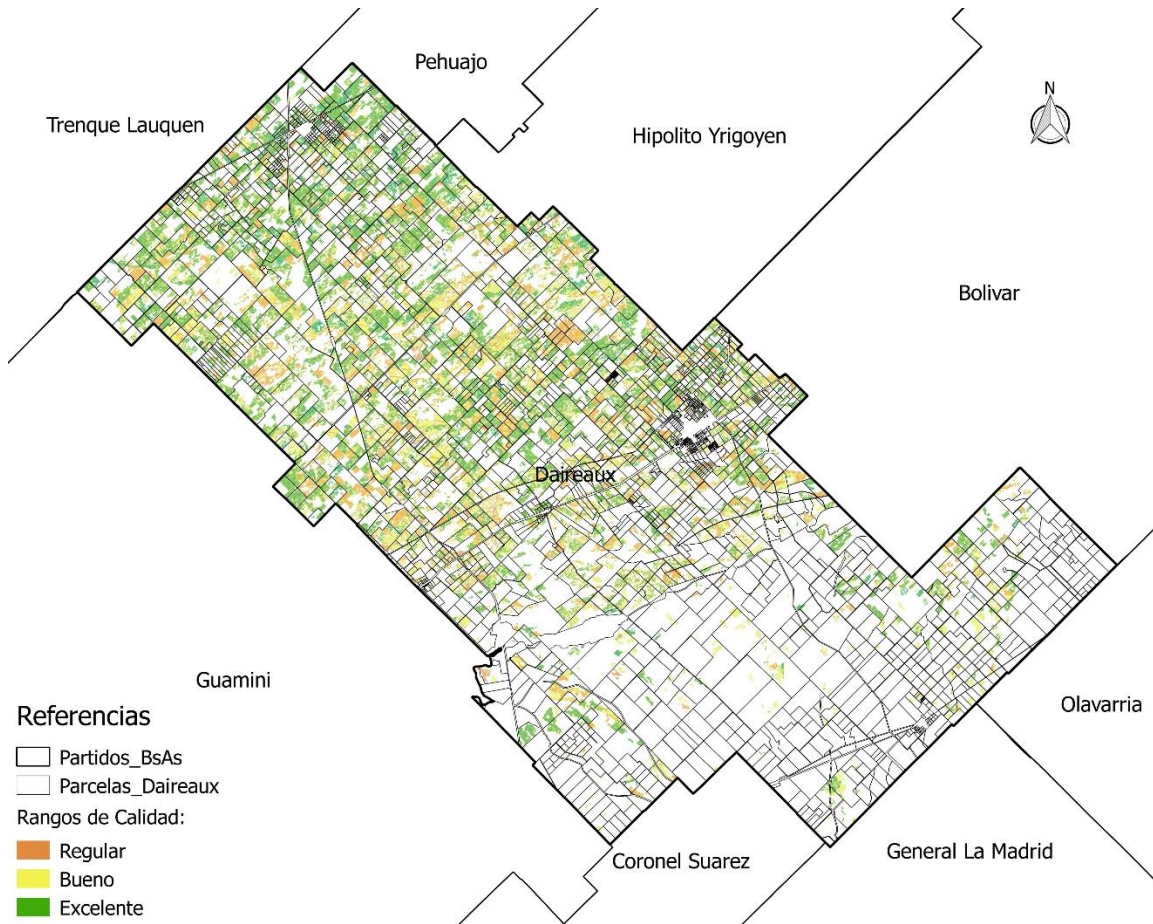 Pehuajo
Trenque Lauquen
Hipolito Yrigoyen
N
Bolivar
Daireaux
Guamini
Olavarria
Referencias
Partidos_BsAs
Parcelas_Daireaux
Rangos de Calidad:
Regular
Bueno
Excelente
Coronel Suarez
General La Madrid